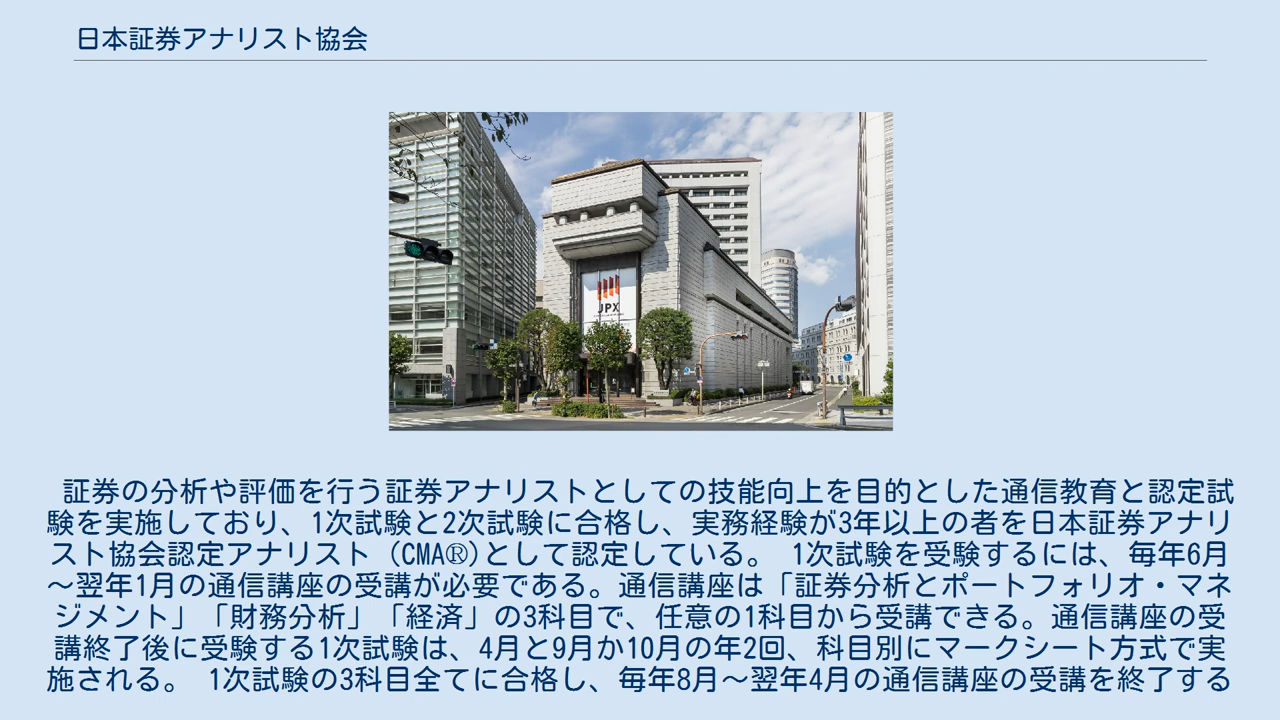 日本証券アナリスト協会
JPX
証券の分析や評価を行う証券アナリストとしての技能向上を目的とした通信教育と認定試
験を実施しており、1次試験と2次試験に合格し、実務経験が3年以上の者を日本証券アナリ
スト協会認定アナリスト（CMA®)として認定している。 1次試験を受験するには、毎年6月
〜翌年1月の通信講座の受講が必要である。通信講座は「証券分析とポートフォリオ・マネ
ジメント」「財務分析」「経済」の3科目で、任意の1科目から受講できる。通信講座の受
講終了後に受験する1次試験は、4月と9月か10月の年2回、科目別にマークシート方式で実
施される。 1次試験の3科目全てに合格し、毎年8月〜翌年4月の通信講座の受講を終了する